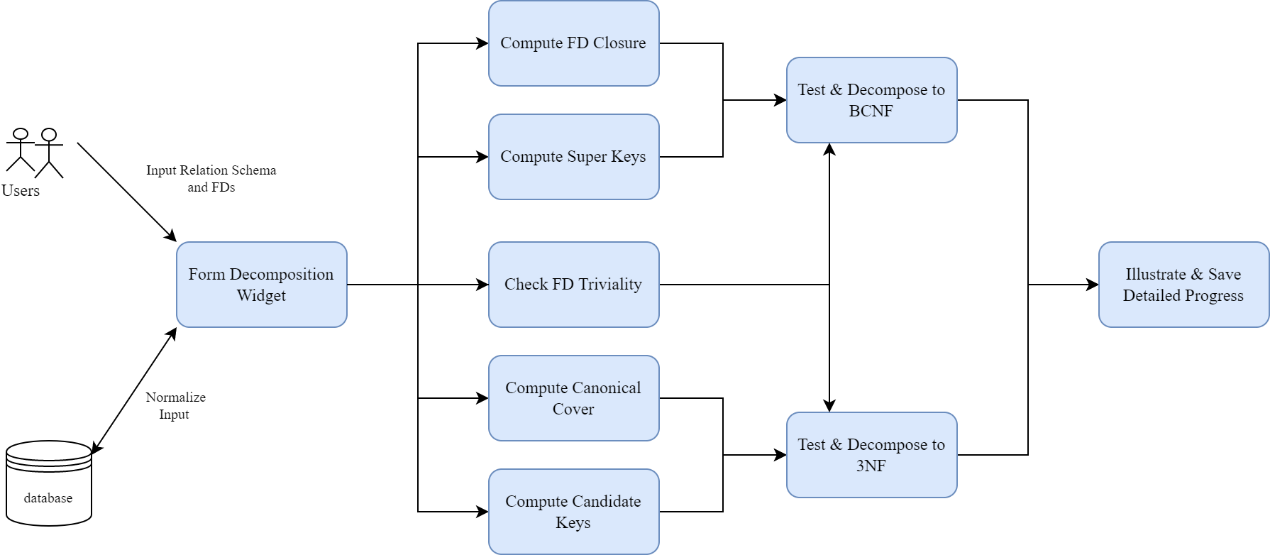 Users
Input Relation Schema
and FDs
Form Decomposition
Widget
Normalize
Input
database
Compute FD Closure
Compute Super Keys
Check FD Triviality
Compute Canonical
Cover
Compute Candidate
Keys
Test & Decompose to
BCNF
Test & Decompose to
3NF
Illustrate & Save
Detailed Progress